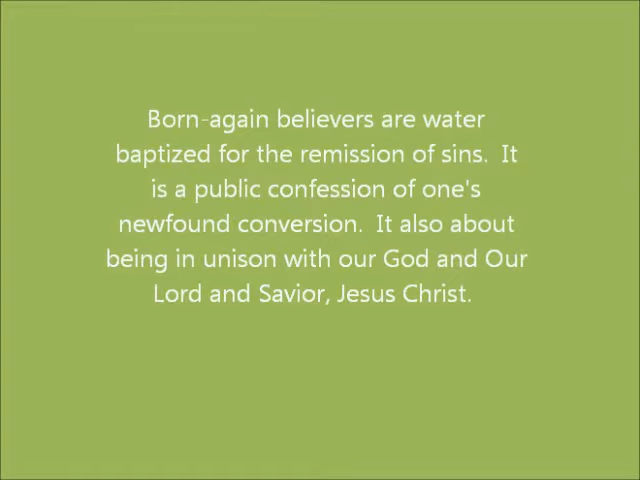 Born-again believers are water
baptized for the remission of sins.  It
is a public confession of one's
newfound conversion.  It also about
being in unison with our God and Our
Lord and Savior, Jesus Christ.